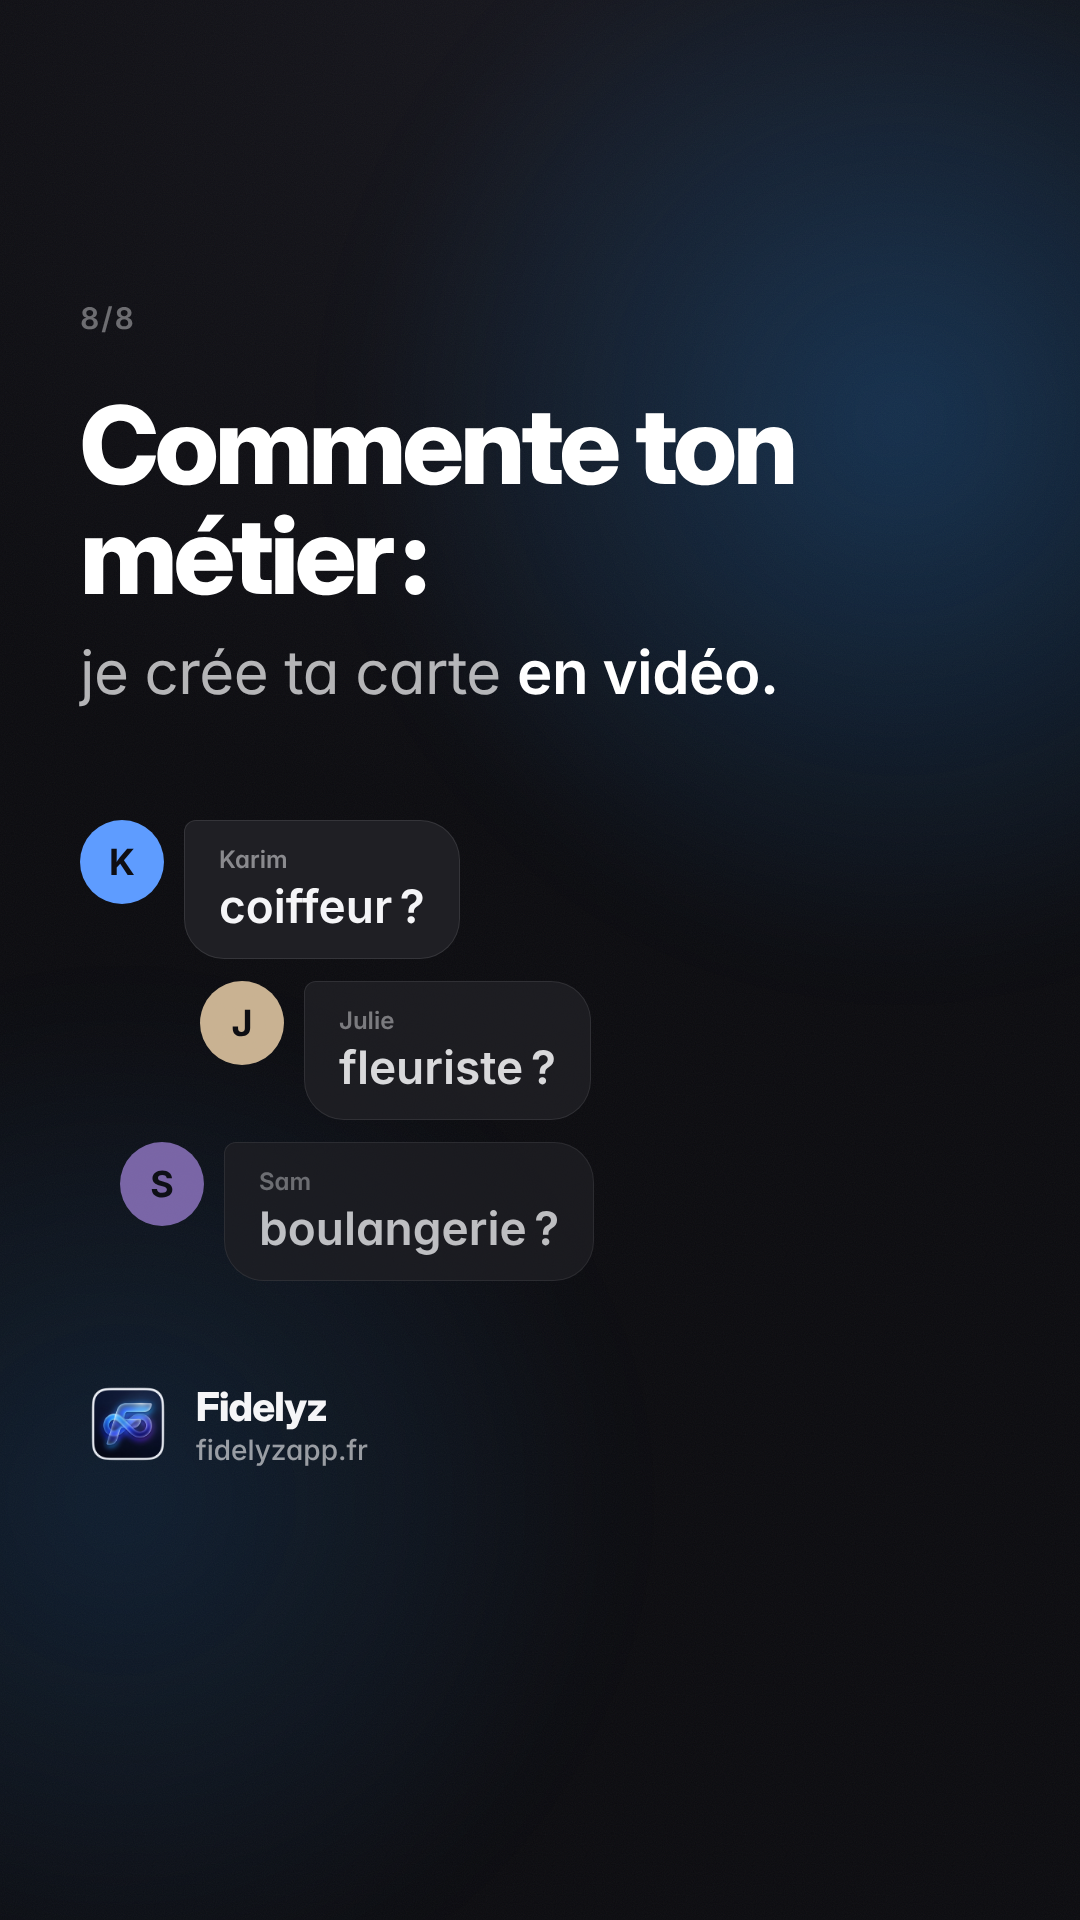 8/8
Commente ton
métier :
je crée ta carte en vidéo.
K
Karim
coiffeur ?
J
Julie
fleuriste ?
S
Sam
boulangerie ?
Fidelyz
fidelyzapp.fr